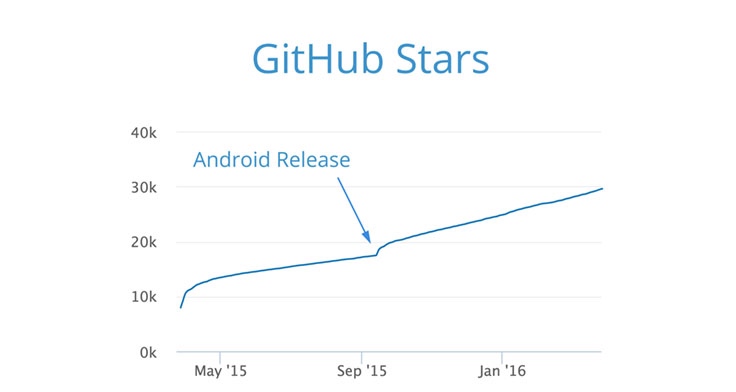 GitHub Stars
40k
Android Release
30k
20k
10k
0k
May '15
Sep '15
Jan '16